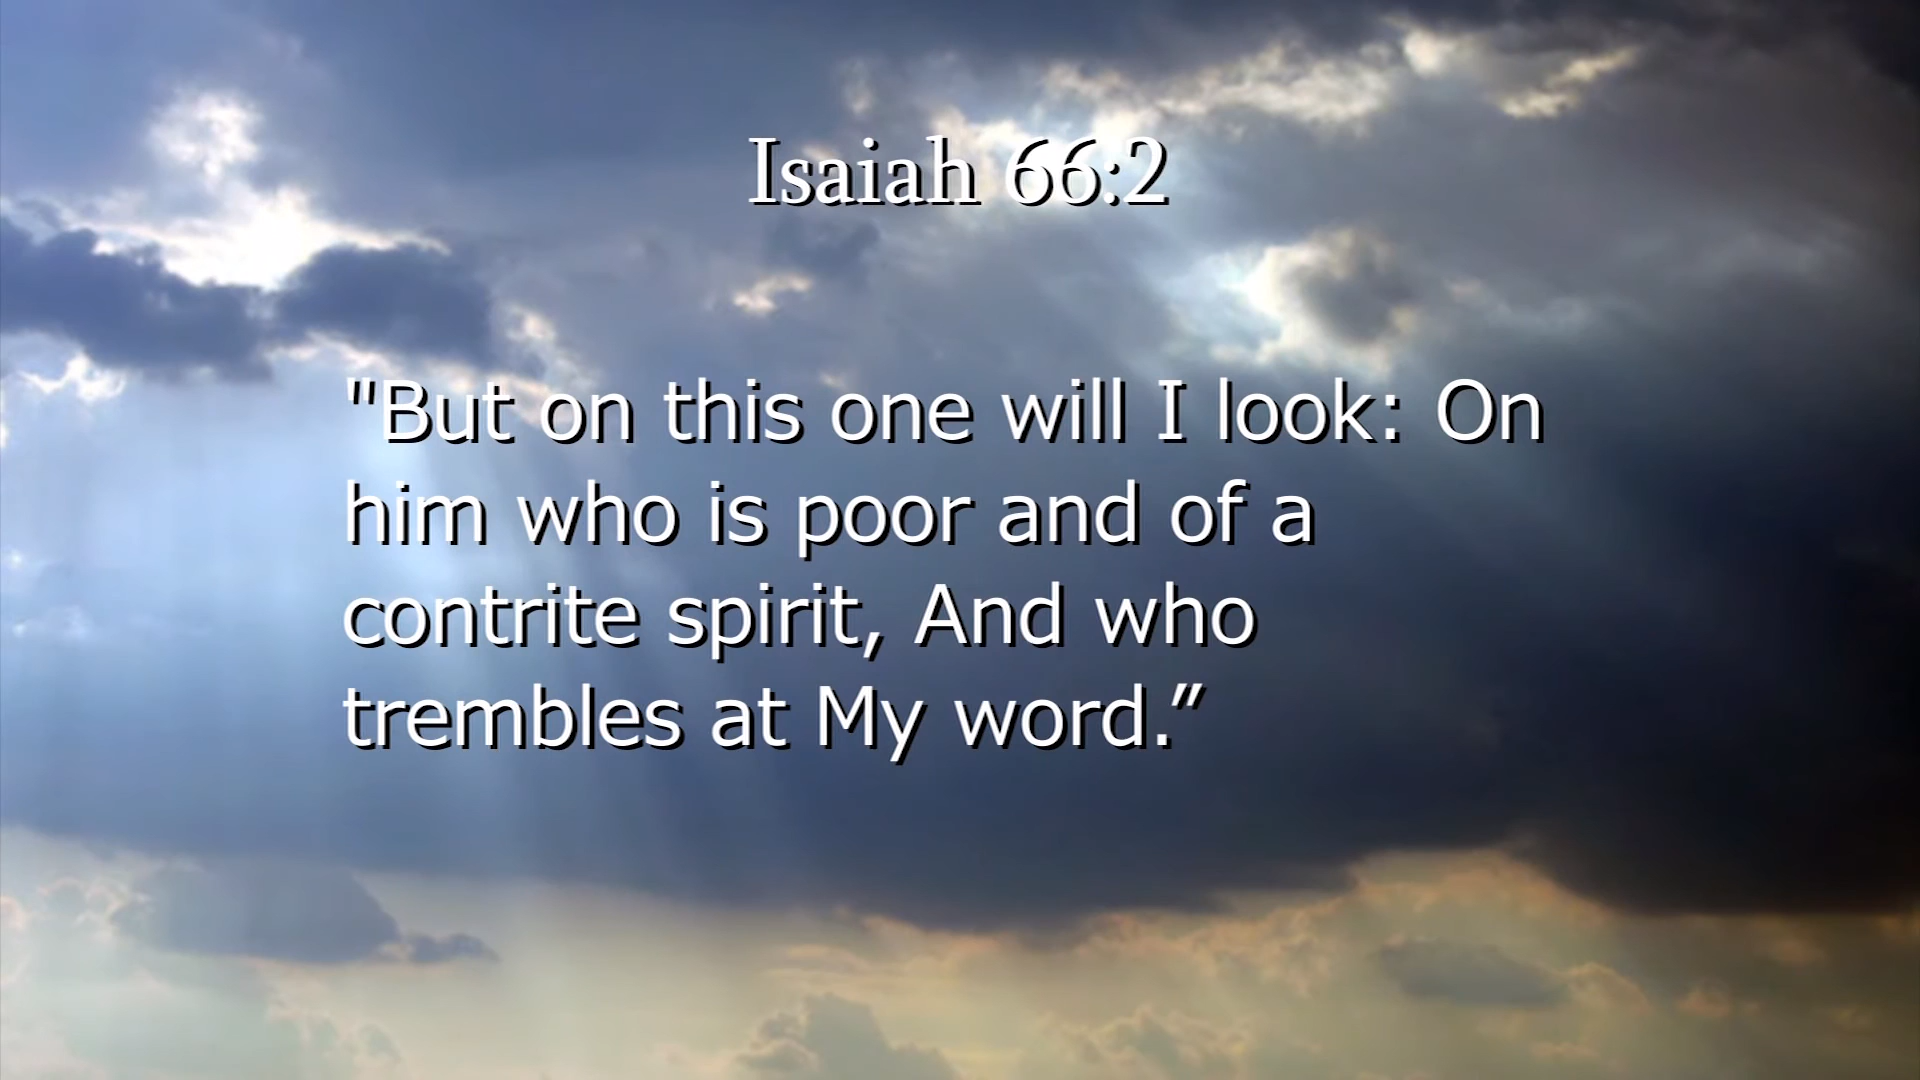 Isaiah 66:2
"But on this one will I look: On
him who is poor and of a
contrite spirit, And who
trembles at My word.”